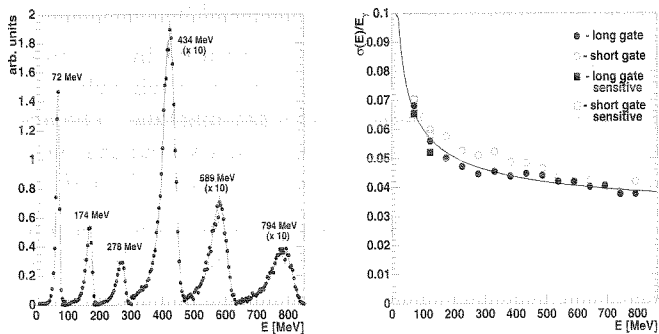 arb. units
2
1.8
1.6
1.4
1.2
1
0.8
0.6
0.4
0.2
0
72 MeV
174 MeV
278 MeV
434 MeV
(x 10)
589 MeV
(x 10)
794 MeV
(x 10)
0 100 200 300 400 500 600 700 800
E [MeV]
σ(E)/Eγ
0.1
0.09
0.08
0.07
0.06
0.05
0.04
0.03
0.02
0.01
0
- long gate
- short gate
- long gate
sensitive
- short gate
sensitive
0 100 200 300 400 500 600 700 800
E [MeV]